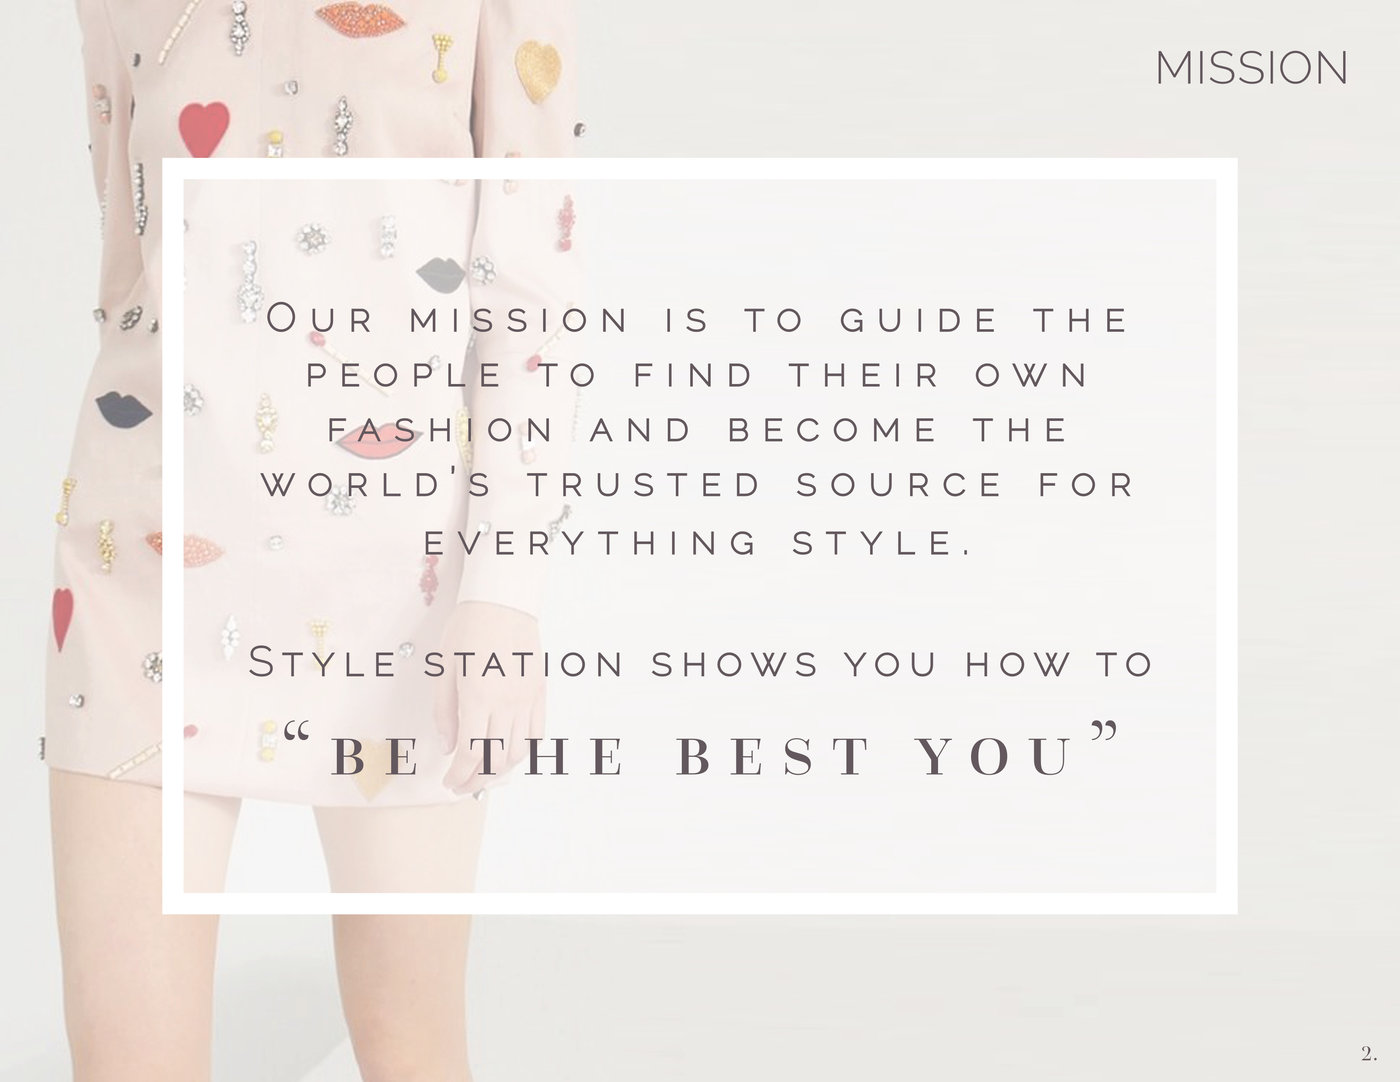 MISSION
Our mission is to guide the
people to find their own
fashion and become the
world's trusted source for
everything style.
Style station shows you how to
“BE THE BEST YOU”
2.